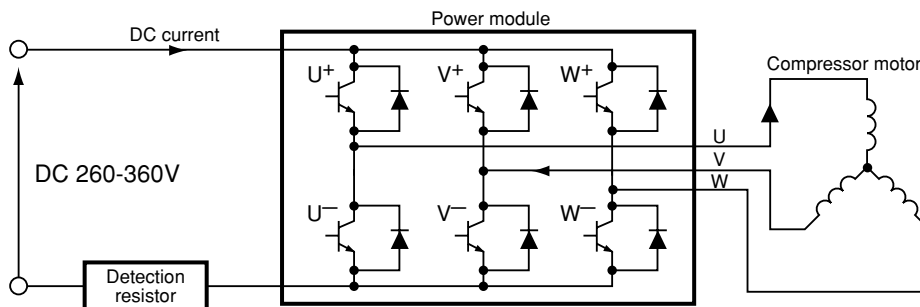 Power module
DC current
U+
V+
W+
Compressor motor
U
V
W
DC 260-360V
U—
V—
W—
Detection
resistor